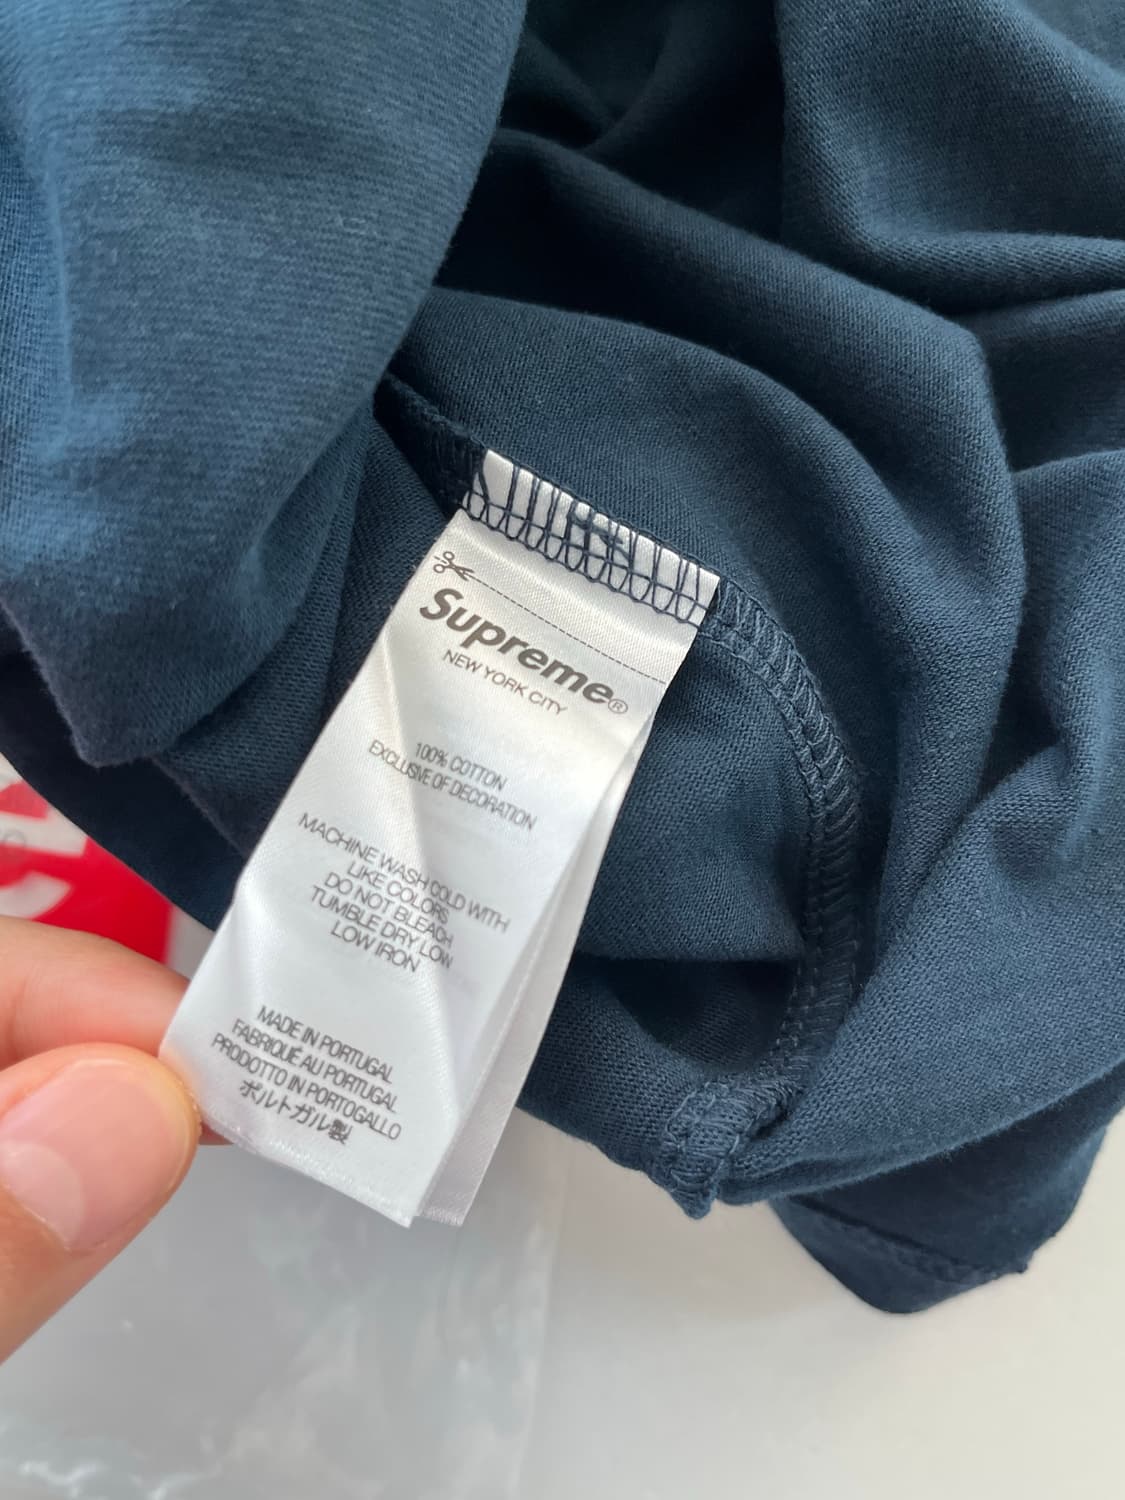 Supreme®
NEW YORK CITY
100% COTTON
EXCLUSIVE OF DECORATION
MACHINE WASH COLD WITH
LIKE COLORS
DO NOT BLEACH
TUMBLE DRY LOW
LOW IRON
MADE IN PORTUGAL
FABRIQUÉ AU PORTUGAL
PRODOTTO IN PORTOGALLO
ポルトガル製